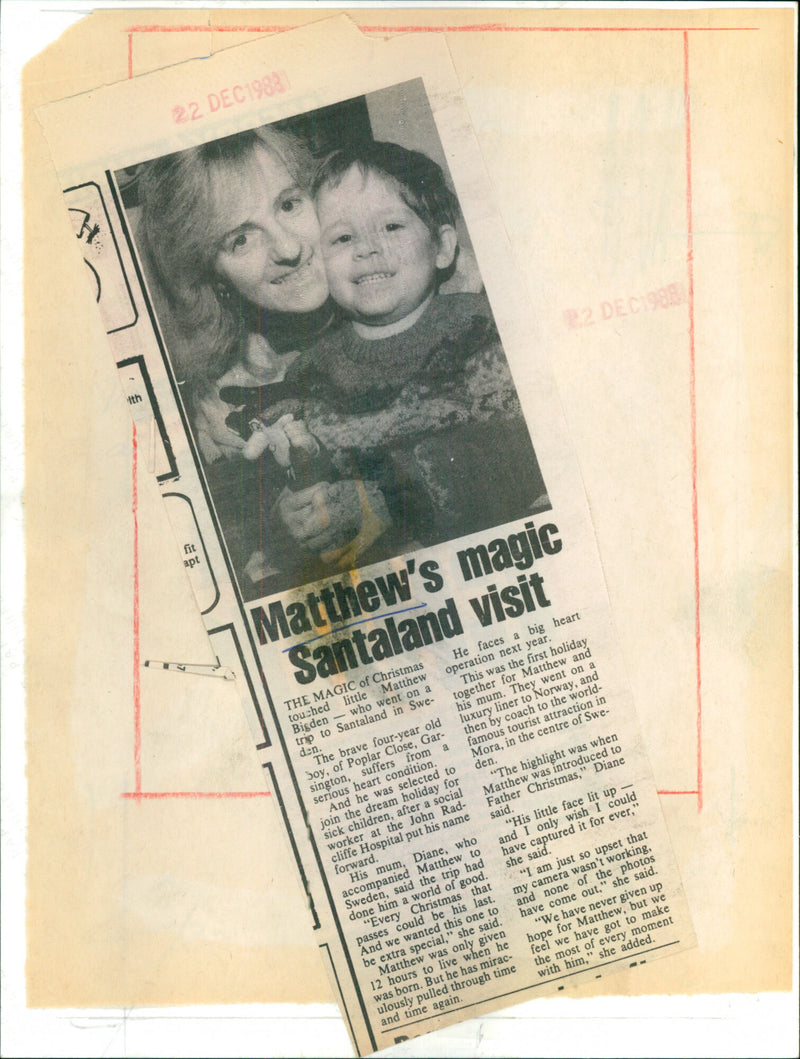 22 DEC 1988
22 DEC 1988
ith
fit
apt
Matthew's magic
Santaland visit
THE MAGIC of Christmas
touched little Matthew
Bigden — who went on a
trip to Santaland in Swe-
den.
The brave four-year old
boy, of Poplar Close, Gar-
sington, suffers from a
serious heart condition.
And he was selected to
join the dream holiday for
sick children, after a social
worker at the John Rad-
cliffe Hospital put his name
forward.
His mum, Diane, who
accompanied Matthew to
Sweden, said the trip had
done him a world of good.
"Every Christmas that
passes could be his last.
And we wanted this one to
be extra special," she said.
Matthew was only given
12 hours to live when he
was born. But he has mirac-
ulously pulled through time
and time again.
He faces a big heart
operation next year.
This was the first holiday
together for Matthew and
his mum. They went on a
luxury liner to Norway, and
then by coach to the world-
famous tourist attraction in
Mora, in the centre of Swe-
den.
"The highlight was when
Matthew was introduced to
Father Christmas," Diane
said.
"His little face lit up —
and I only wish I could
have captured it for ever,"
she said.
"I am just so upset that
my camera wasn't working,
and none of the photos
have come out," she said.
"We have never given up
hope for Matthew, but we
feel we have got to make
the most of every moment
with him," she added.